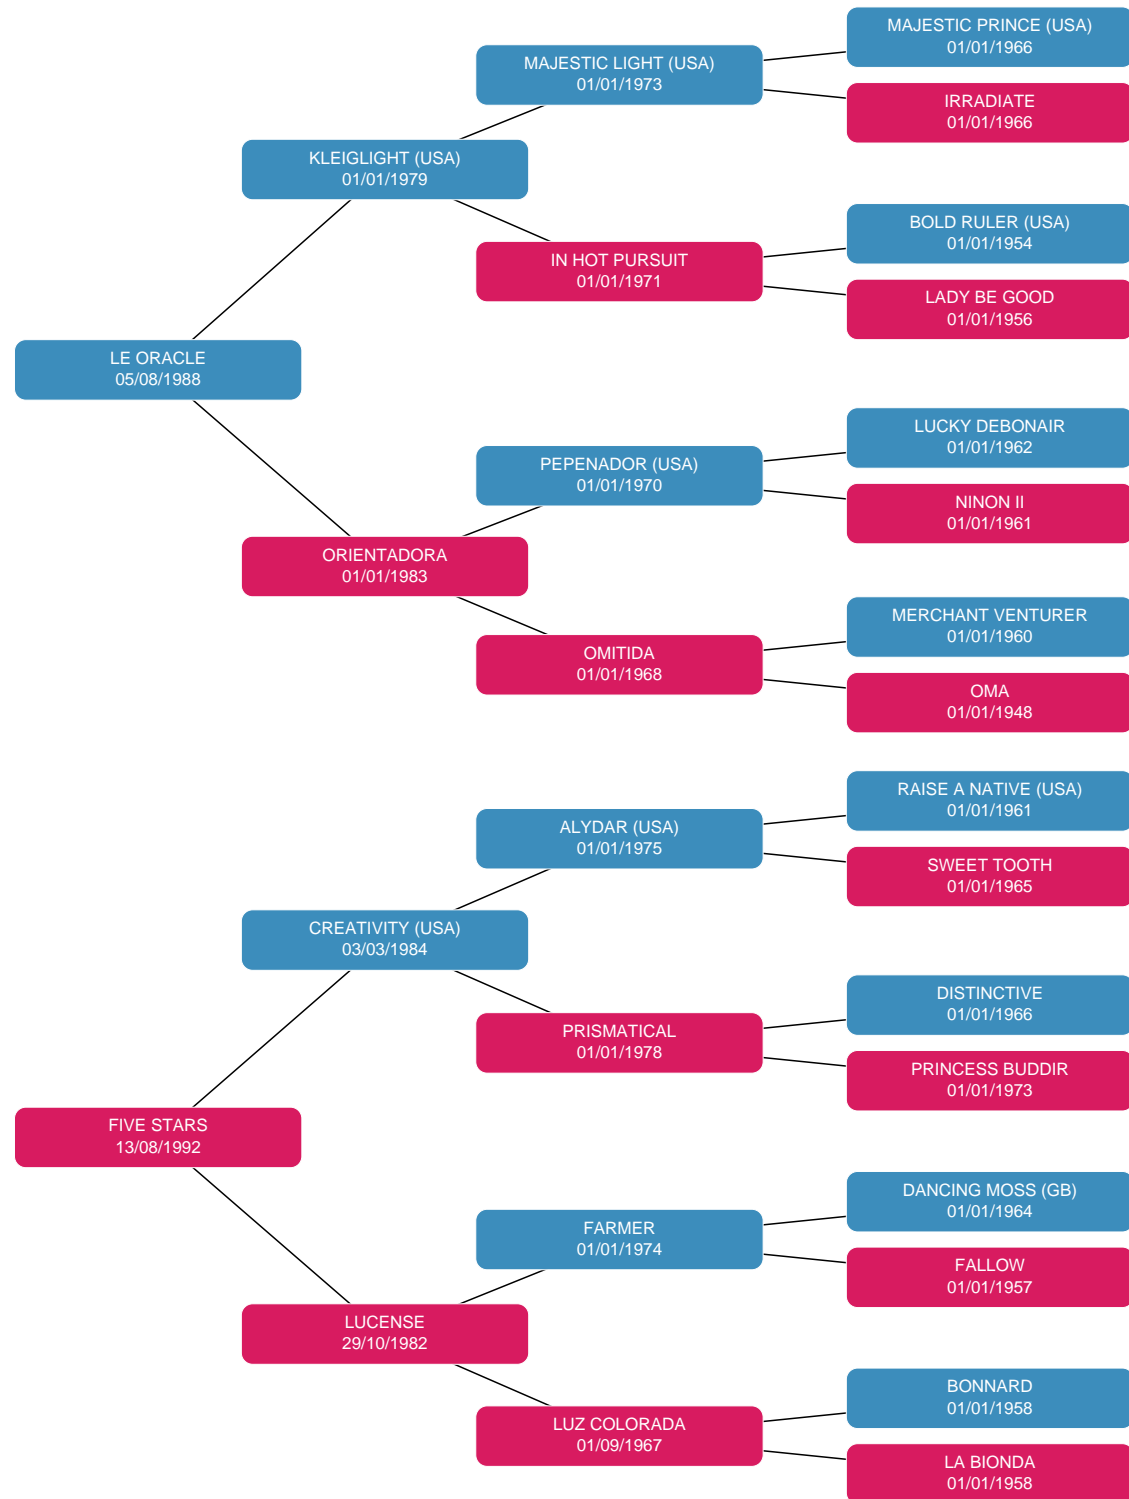 MAJESTIC PRINCE (USA)
01/01/1966
MAJESTIC LIGHT (USA)
01/01/1973
IRRADIATE
01/01/1966
KLEIGLIGHT (USA)
01/01/1979
BOLD RULER (USA)
01/01/1954
IN HOT PURSUIT
01/01/1971
LADY BE GOOD
01/01/1956
LE ORACLE
05/08/1988
LUCKY DEBONAIR
01/01/1962
PEPENADOR (USA)
01/01/1970
NINON II
01/01/1961
ORIENTADORA
01/01/1983
MERCHANT VENTURER
01/01/1960
OMITIDA
01/01/1968
OMA
01/01/1948
RAISE A NATIVE (USA)
01/01/1961
ALYDAR (USA)
01/01/1975
SWEET TOOTH
01/01/1965
CREATIVITY (USA)
03/03/1984
DISTINCTIVE
01/01/1966
PRISMATICAL
01/01/1978
PRINCESS BUDDIR
01/01/1973
FIVE STARS
13/08/1992
DANCING MOSS (GB)
01/01/1964
FARMER
01/01/1974
FALLOW
01/01/1957
LUCENSE
29/10/1982
BONNARD
01/01/1958
LUZ COLORADA
01/09/1967
LA BIONDA
01/01/1958